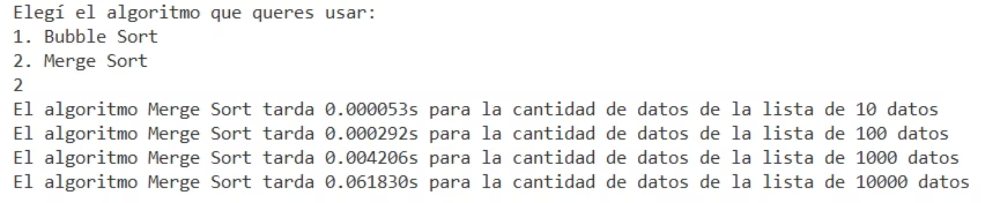 Elegí el algoritmo que queres usar:
1. Bubble Sort
2. Merge Sort
2
El algoritmo Merge Sort tarda 0.000053s para la cantidad de datos de la lista de 10 datos
El algoritmo Merge Sort tarda 0.000292s para la cantidad de datos de la lista de 100 datos
El algoritmo Merge Sort tarda 0.004206s para la cantidad de datos de la lista de 1000 datos
El algoritmo Merge Sort tarda 0.061830s para la cantidad de datos de la lista de 10000 datos